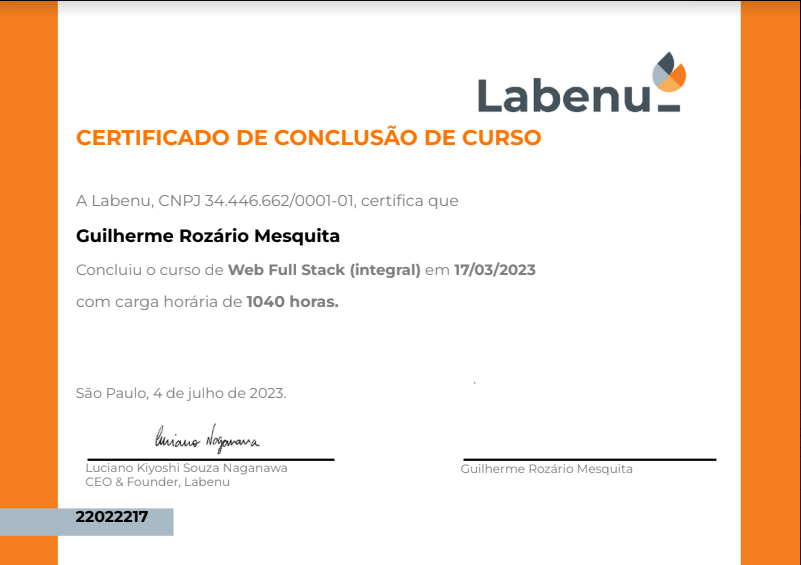 Labenu_
CERTIFICADO DE CONCLUSÃO DE CURSO
A Labenu, CNPJ 34.446.662/0001-01, certifica que
Guilherme Rozário Mesquita
Concluiu o curso de Web Full Stack (integral) em 17/03/2023
com carga horária de 1040 horas.
São Paulo, 4 de julho de 2023.
Luciano Naganawa
Luciano Kiyoshi Souza Naganawa
CEO & Founder, Labenu
Guilherme Rozário Mesquita
22022217